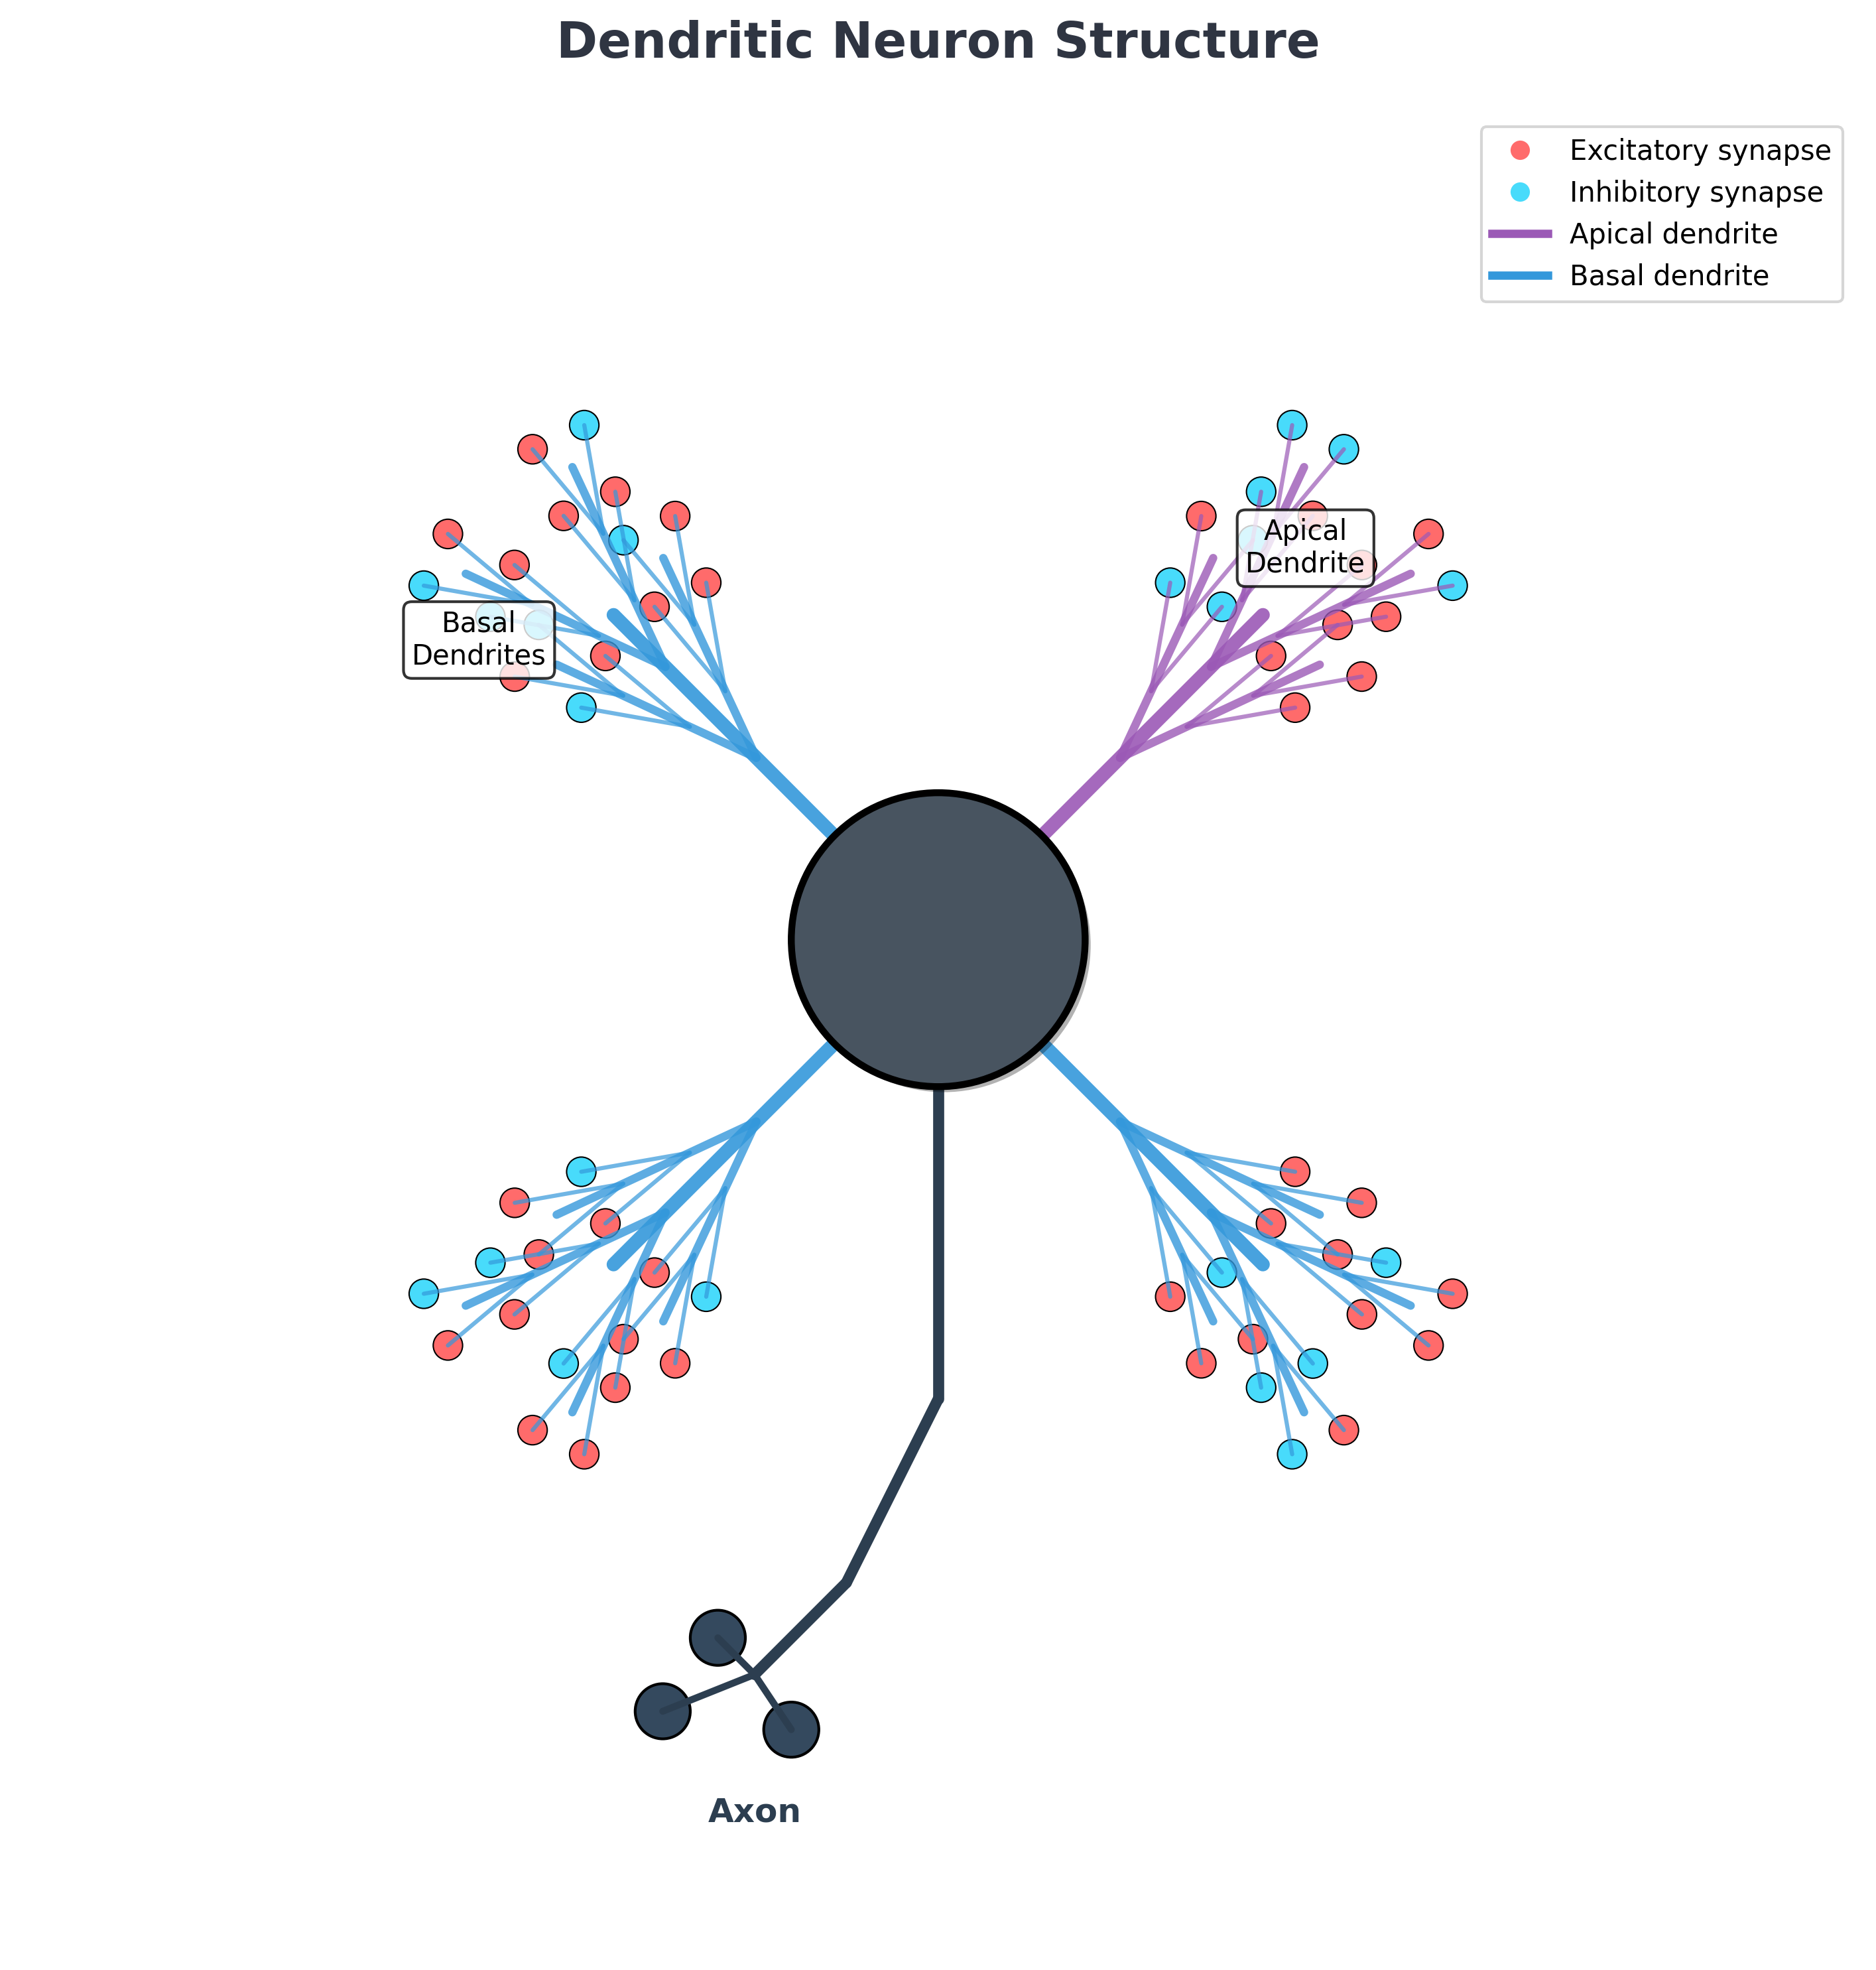 Dendritic Neuron Structure
Excitatory synapse
Inhibitory synapse
Apical dendrite
Basal dendrite
Apical
Dendrite
Basal
Dendrites
Axon